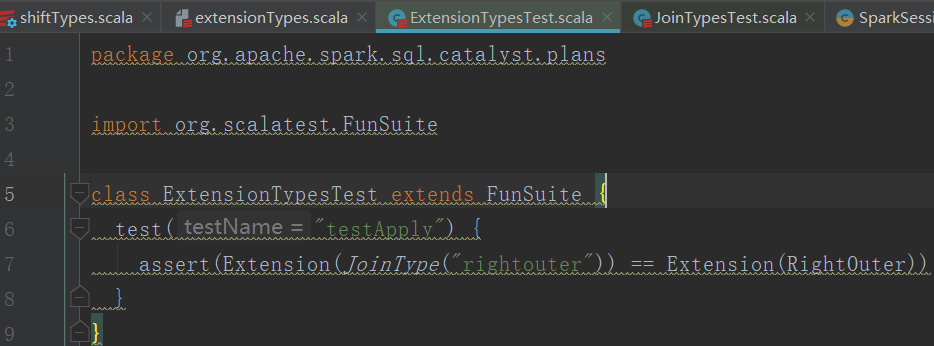 shiftTypes.scala × extensionTypes.scala × ExtensionTypesTest.scala × JoinTypesTest.scala × SparkSessi
1 package org.apache.spark.sql.catalyst.plans
2
3 import org.scalatest.FunSuite
4
5 class ExtensionTypesTest extends FunSuite {
6 test( testName = "testApply") {
7 assert(Extension(JoinType("rightouter")) == Extension(RightOuter))
8 }
9 }